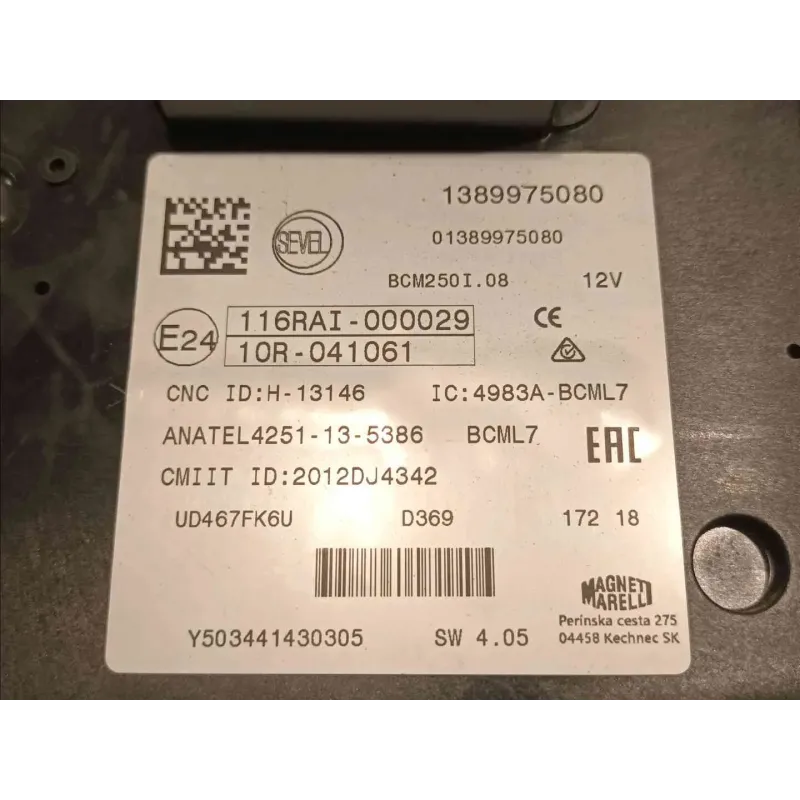 1389975080
SEVEL
01389975080
BCM250I.08 12V
E24
116RAI-000029
10R-041061
CE
CNC ID:H-13146 IC:4983A-BCML7
ANATEL4251-13-5386 BCML7
EAC
CMIIT ID:2012DJ4342
UD467FK6U D369 172 18
MAGNETI
MARELLI
Perinska cesta 275
04458 Kechnec SK
Y503441430305 SW 4.05